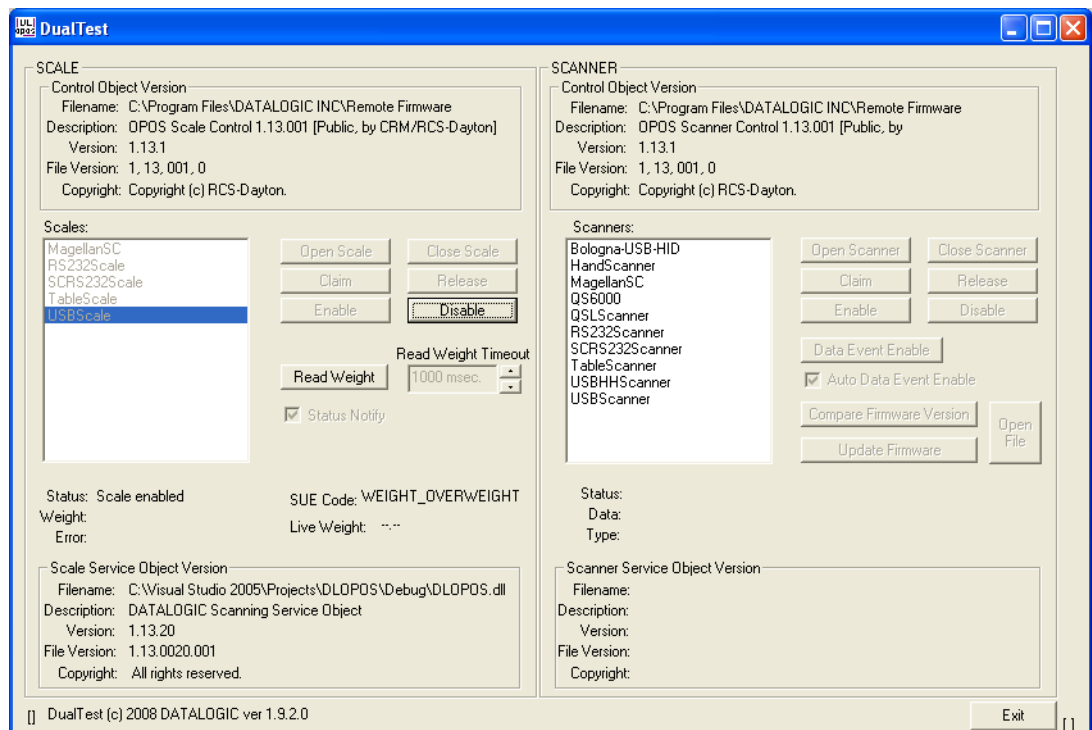 UL
opos
DualTest
SCALE
Control Object Version
Filename: C:\Program Files\DATALOGIC INC\Remote Firmware
Description: OPOS Scale Control 1.13.001 [Public, by CRM/RCS-Dayton]
Version: 1.13.1
File Version: 1, 13, 001, 0
Copyright: Copyright (c) RCS-Dayton.
Scales:
MagellanSC
RS232Scale
SCRS232Scale
TableScale
USBScale
Open Scale
Close Scale
Claim
Release
Enable
Disable
Read Weight Timeout
Read Weight
1000 msec.
Status Notify
Status: Scale enabled
Weight:
Error:
SUE Code: WEIGHT_OVERWEIGHT
Live Weight: --.--
Scale Service Object Version
Filename: C:\Visual Studio 2005\Projects\DLOPOS\Debug\DLOPOS.dll
Description: DATALOGIC Scanning Service Object
Version: 1.13.20
File Version: 1.13.0020.001
Copyright: All rights reserved.
SCANNER
Control Object Version
Filename: C:\Program Files\DATALOGIC INC\Remote Firmware
Description: OPOS Scanner Control 1.13.001 [Public, by
Version: 1.13.1
File Version: 1, 13, 001, 0
Copyright: Copyright (c) RCS-Dayton.
Scanners:
Bologna-USB-HID
HandScanner
MagellanSC
QS6000
QSLScanner
RS232Scanner
SCRS232Scanner
TableScanner
USBHHScanner
USBScanner
Open Scanner
Close Scanner
Claim
Release
Enable
Disable
Data Event Enable
Auto Data Event Enable
Compare Firmware Version
Update Firmware
Open
File
Status:
Data:
Type:
Scanner Service Object Version
Filename:
Description:
Version:
File Version:
Copyright:
[] DualTest (c) 2008 DATALOGIC ver 1.9.2.0
Exit
[ ]